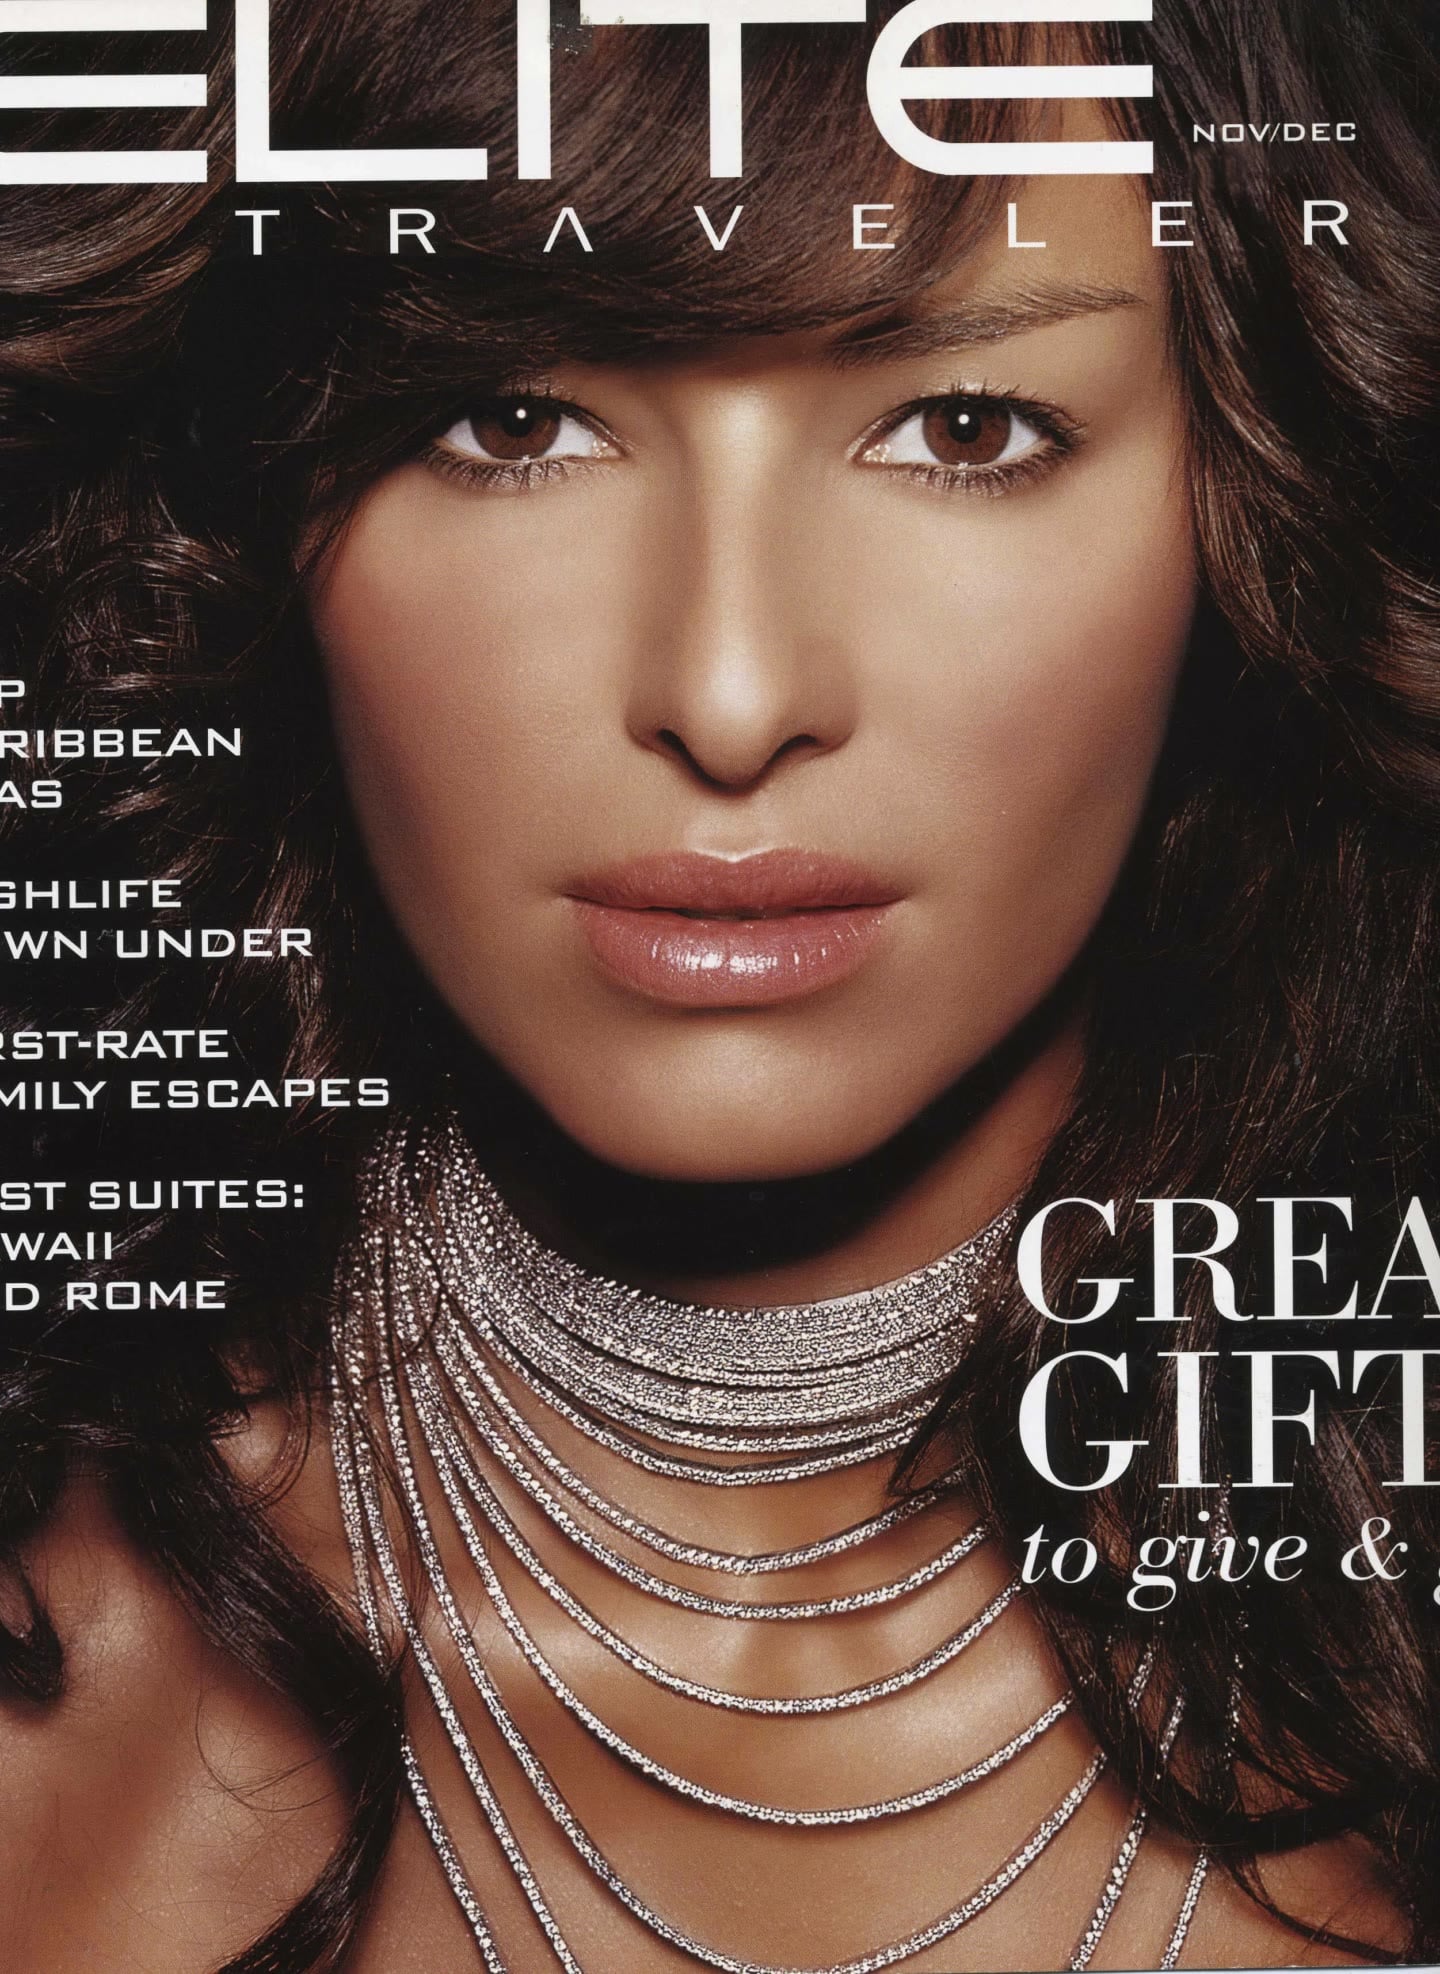 ELITE
NOV/DEC
TRAVELER
P
RIBBEAN
AS
GHLIFE
WN UNDER
RST-RATE
MILY ESCAPES
ST SUITES:
WAII
D ROME
GREA
GIFT
to give &